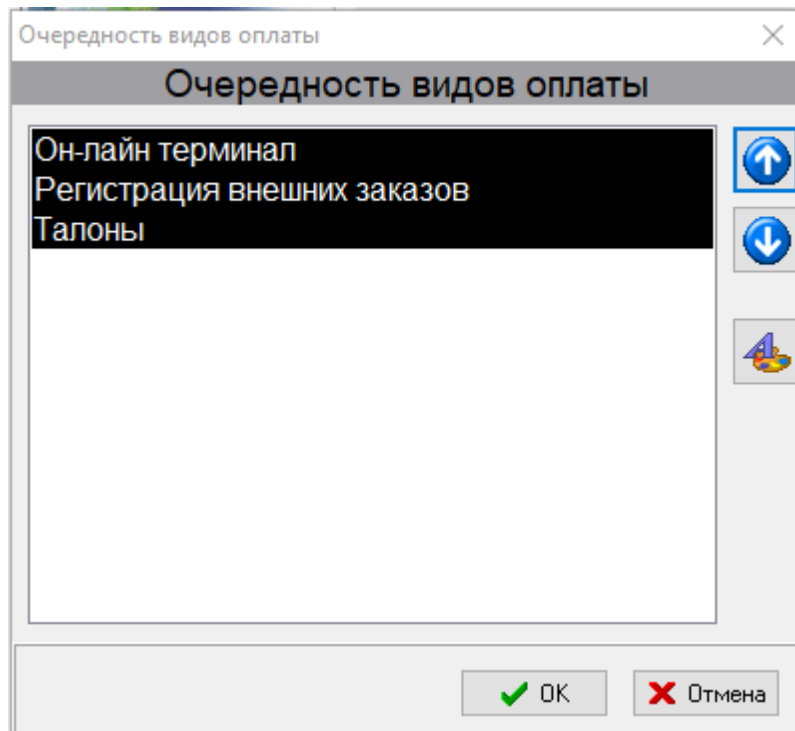 Очередность видов оплаты
Очередность видов оплаты
Он-лайн терминал
Регистрация внешних заказов
Талоны
OK
Отмена